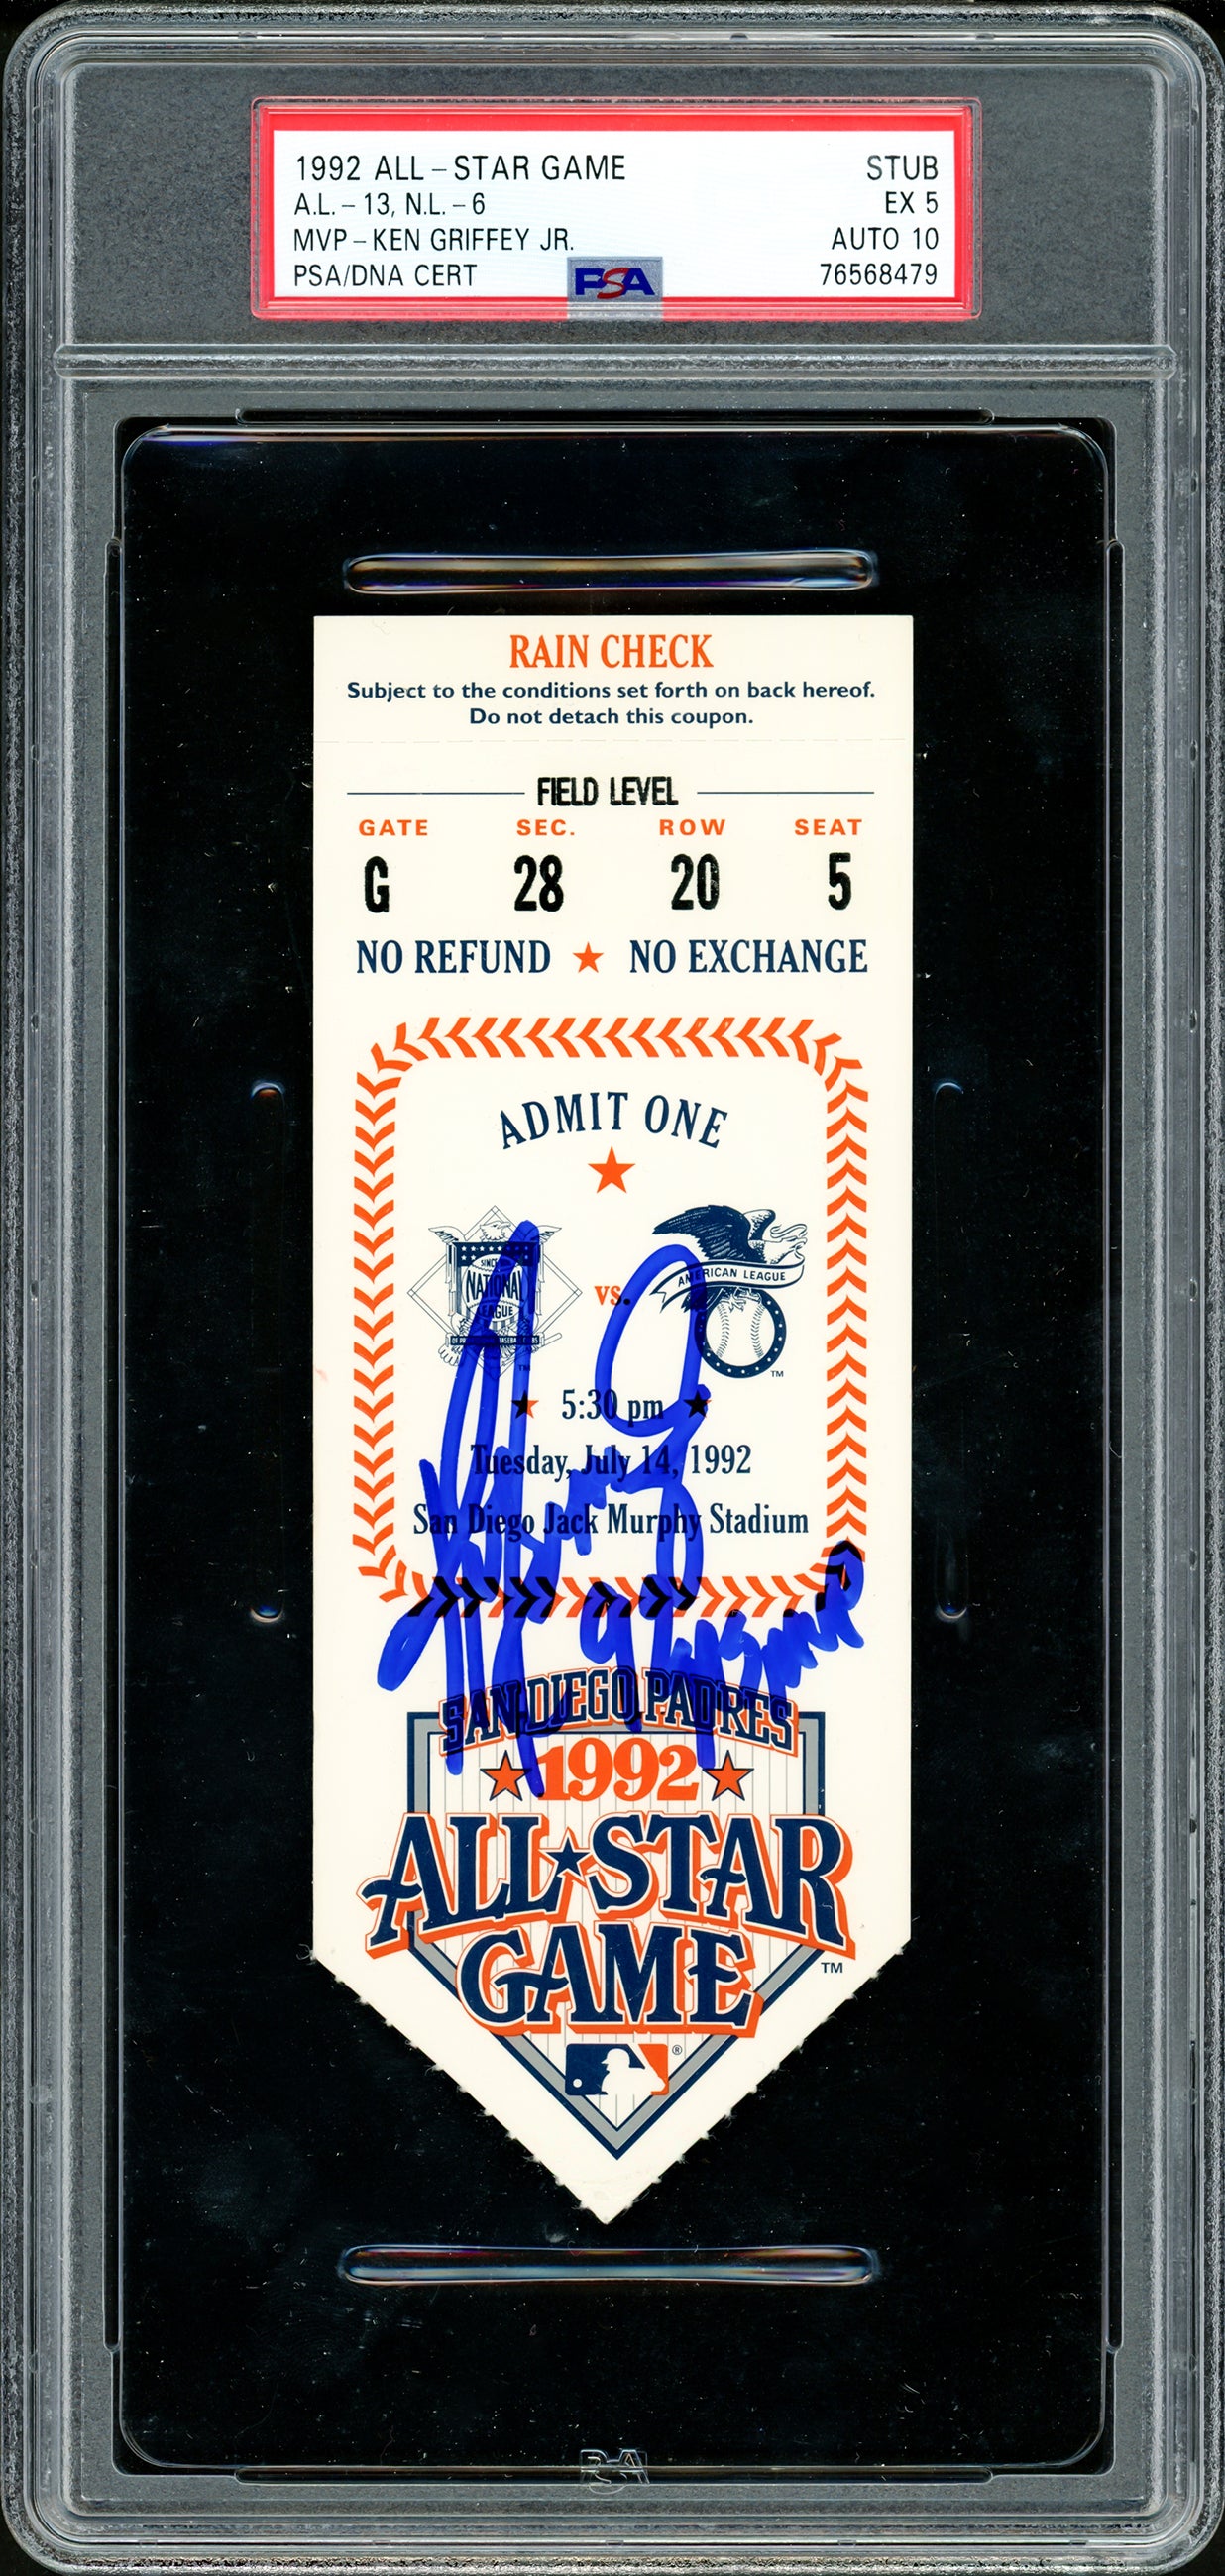 1992 ALL-STAR GAME STUB
A.L.-13, N.L.-6 EX 5
MVP-KEN GRIFFEY JR. AUTO 10
PSA/DNA CERT 76568479
PSA
RAIN CHECK
Subject to the conditions set forth on back hereof.
Do not detach this coupon.
FIELD LEVEL
GATE SEC. ROW SEAT
G 28 20 5
NO REFUND ★ NO EXCHANGE
ADMIT ONE
NATIONAL LEAGUE
vs.
AMERICAN LEAGUE
TM
★ 5:30 pm ★
Tuesday, July 14, 1992
San Diego Jack Murphy Stadium
SAN DIEGO PADRES
★ 1992 ★
ALL★STAR
GAME
TM
®
PSA